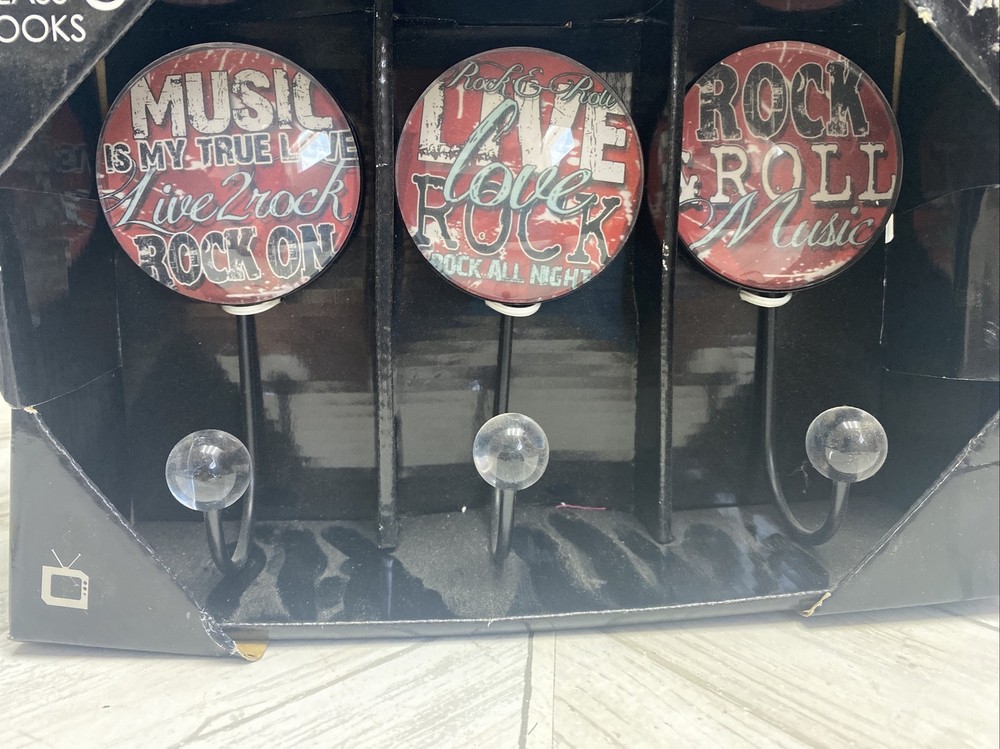 OOKS
MUSIC
IS MY TRUE LOVE
Live2rock
ROCK ON
Rock & Roll
LIVE
love
ROCK
ROCK ALL NIGHT
ROCK
& ROLL
Music